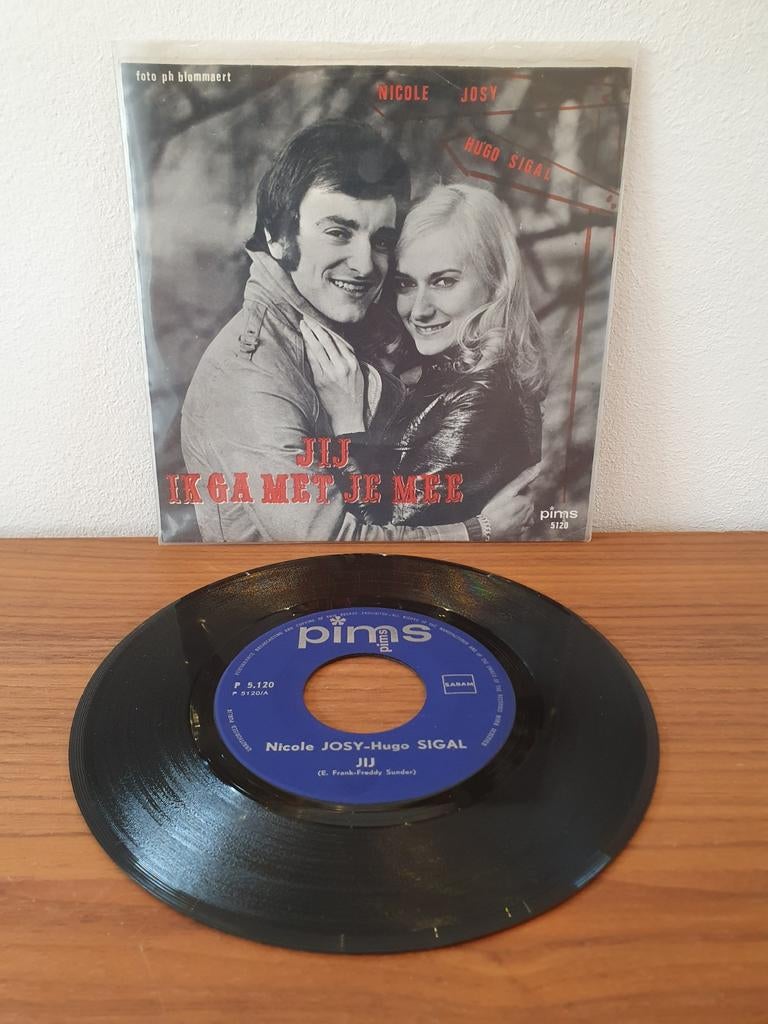 foto ph blommaert
NICOLE JOSY
HUGO SIGAL
JIJ
IK GA MET JE MEE
pims
5120
pims
pims
P 5.120
P 5120/A
SABAM
Nicole JOSY-Hugo SIGAL
JIJ
(E. Frank-Freddy Sunder)